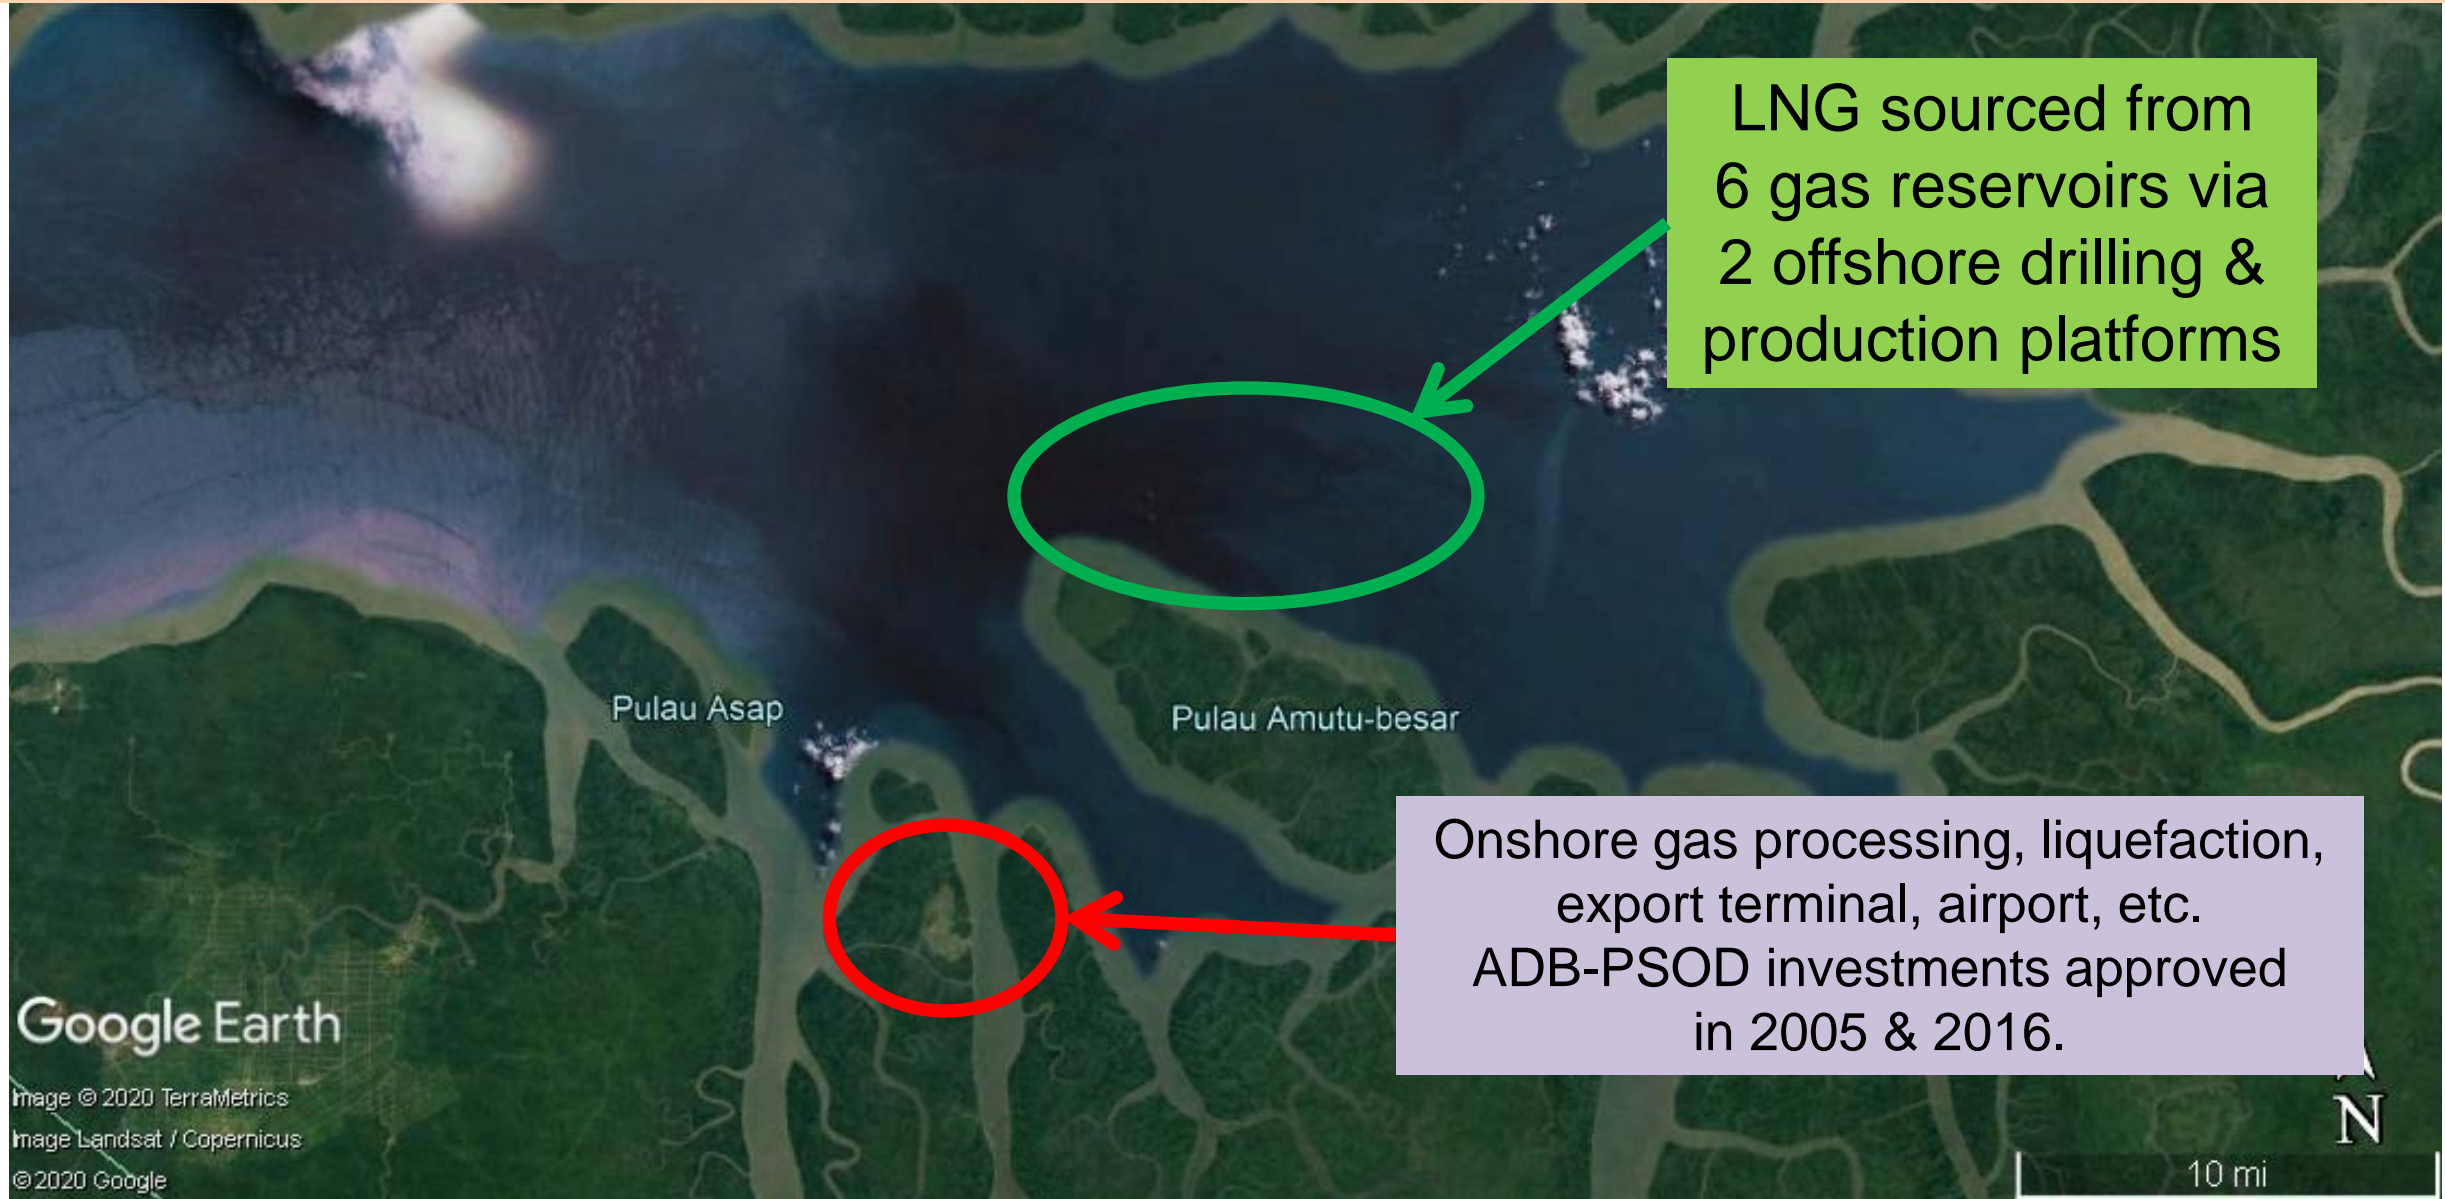 LNG sourced from
6 gas reservoirs via
2 offshore drilling &
production platforms
Pulau Asap
Pulau Amutu-besar
Onshore gas processing, liquefaction,
export terminal, airport, etc.
ADB-PSOD investments approved
in 2005 & 2016.
Google Earth
Image © 2020 TerraMetrics
Image Landsat / Copernicus
© 2020 Google
N
10 mi